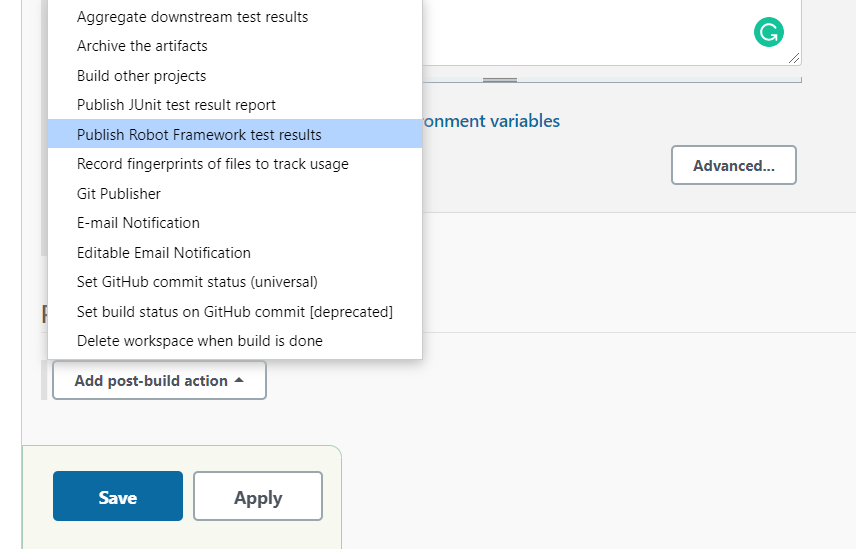 Aggregate downstream test results
Archive the artifacts
Build other projects
Publish JUnit test result report
Publish Robot Framework test results
onment variables
Record fingerprints of files to track usage
Advanced...
Git Publisher
E-mail Notification
Editable Email Notification
Set GitHub commit status (universal)
Set build status on GitHub commit [deprecated]
Delete workspace when build is done
Add post-build action
Save
Apply